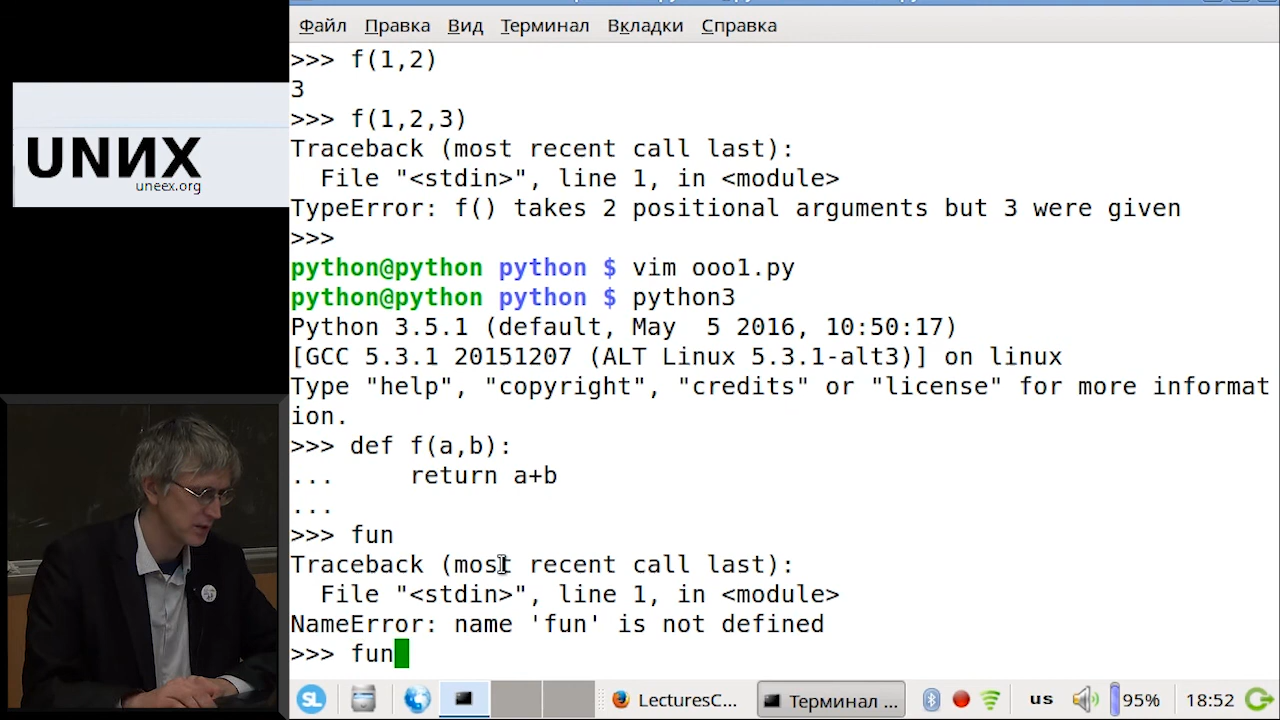 Файл Правка Вид Терминал Вкладки Справка
>>> f(1,2)
3
>>> f(1,2,3)
Traceback (most recent call last):
  File "<stdin>", line 1, in <module>
TypeError: f() takes 2 positional arguments but 3 were given
>>>
python@python python $ vim ooo1.py
python@python python $ python3
Python 3.5.1 (default, May  5 2016, 10:50:17)
[GCC 5.3.1 20151207 (ALT Linux 5.3.1-alt3)] on linux
Type "help", "copyright", "credits" or "license" for more informat
ion.
>>> def f(a,b):
...     return a+b
...
>>> fun
Traceback (most recent call last):
  File "<stdin>", line 1, in <module>
NameError: name 'fun' is not defined
>>> fun
UNИX
uneex.org
SL LecturesC... Терминал ... us 95% 18:52